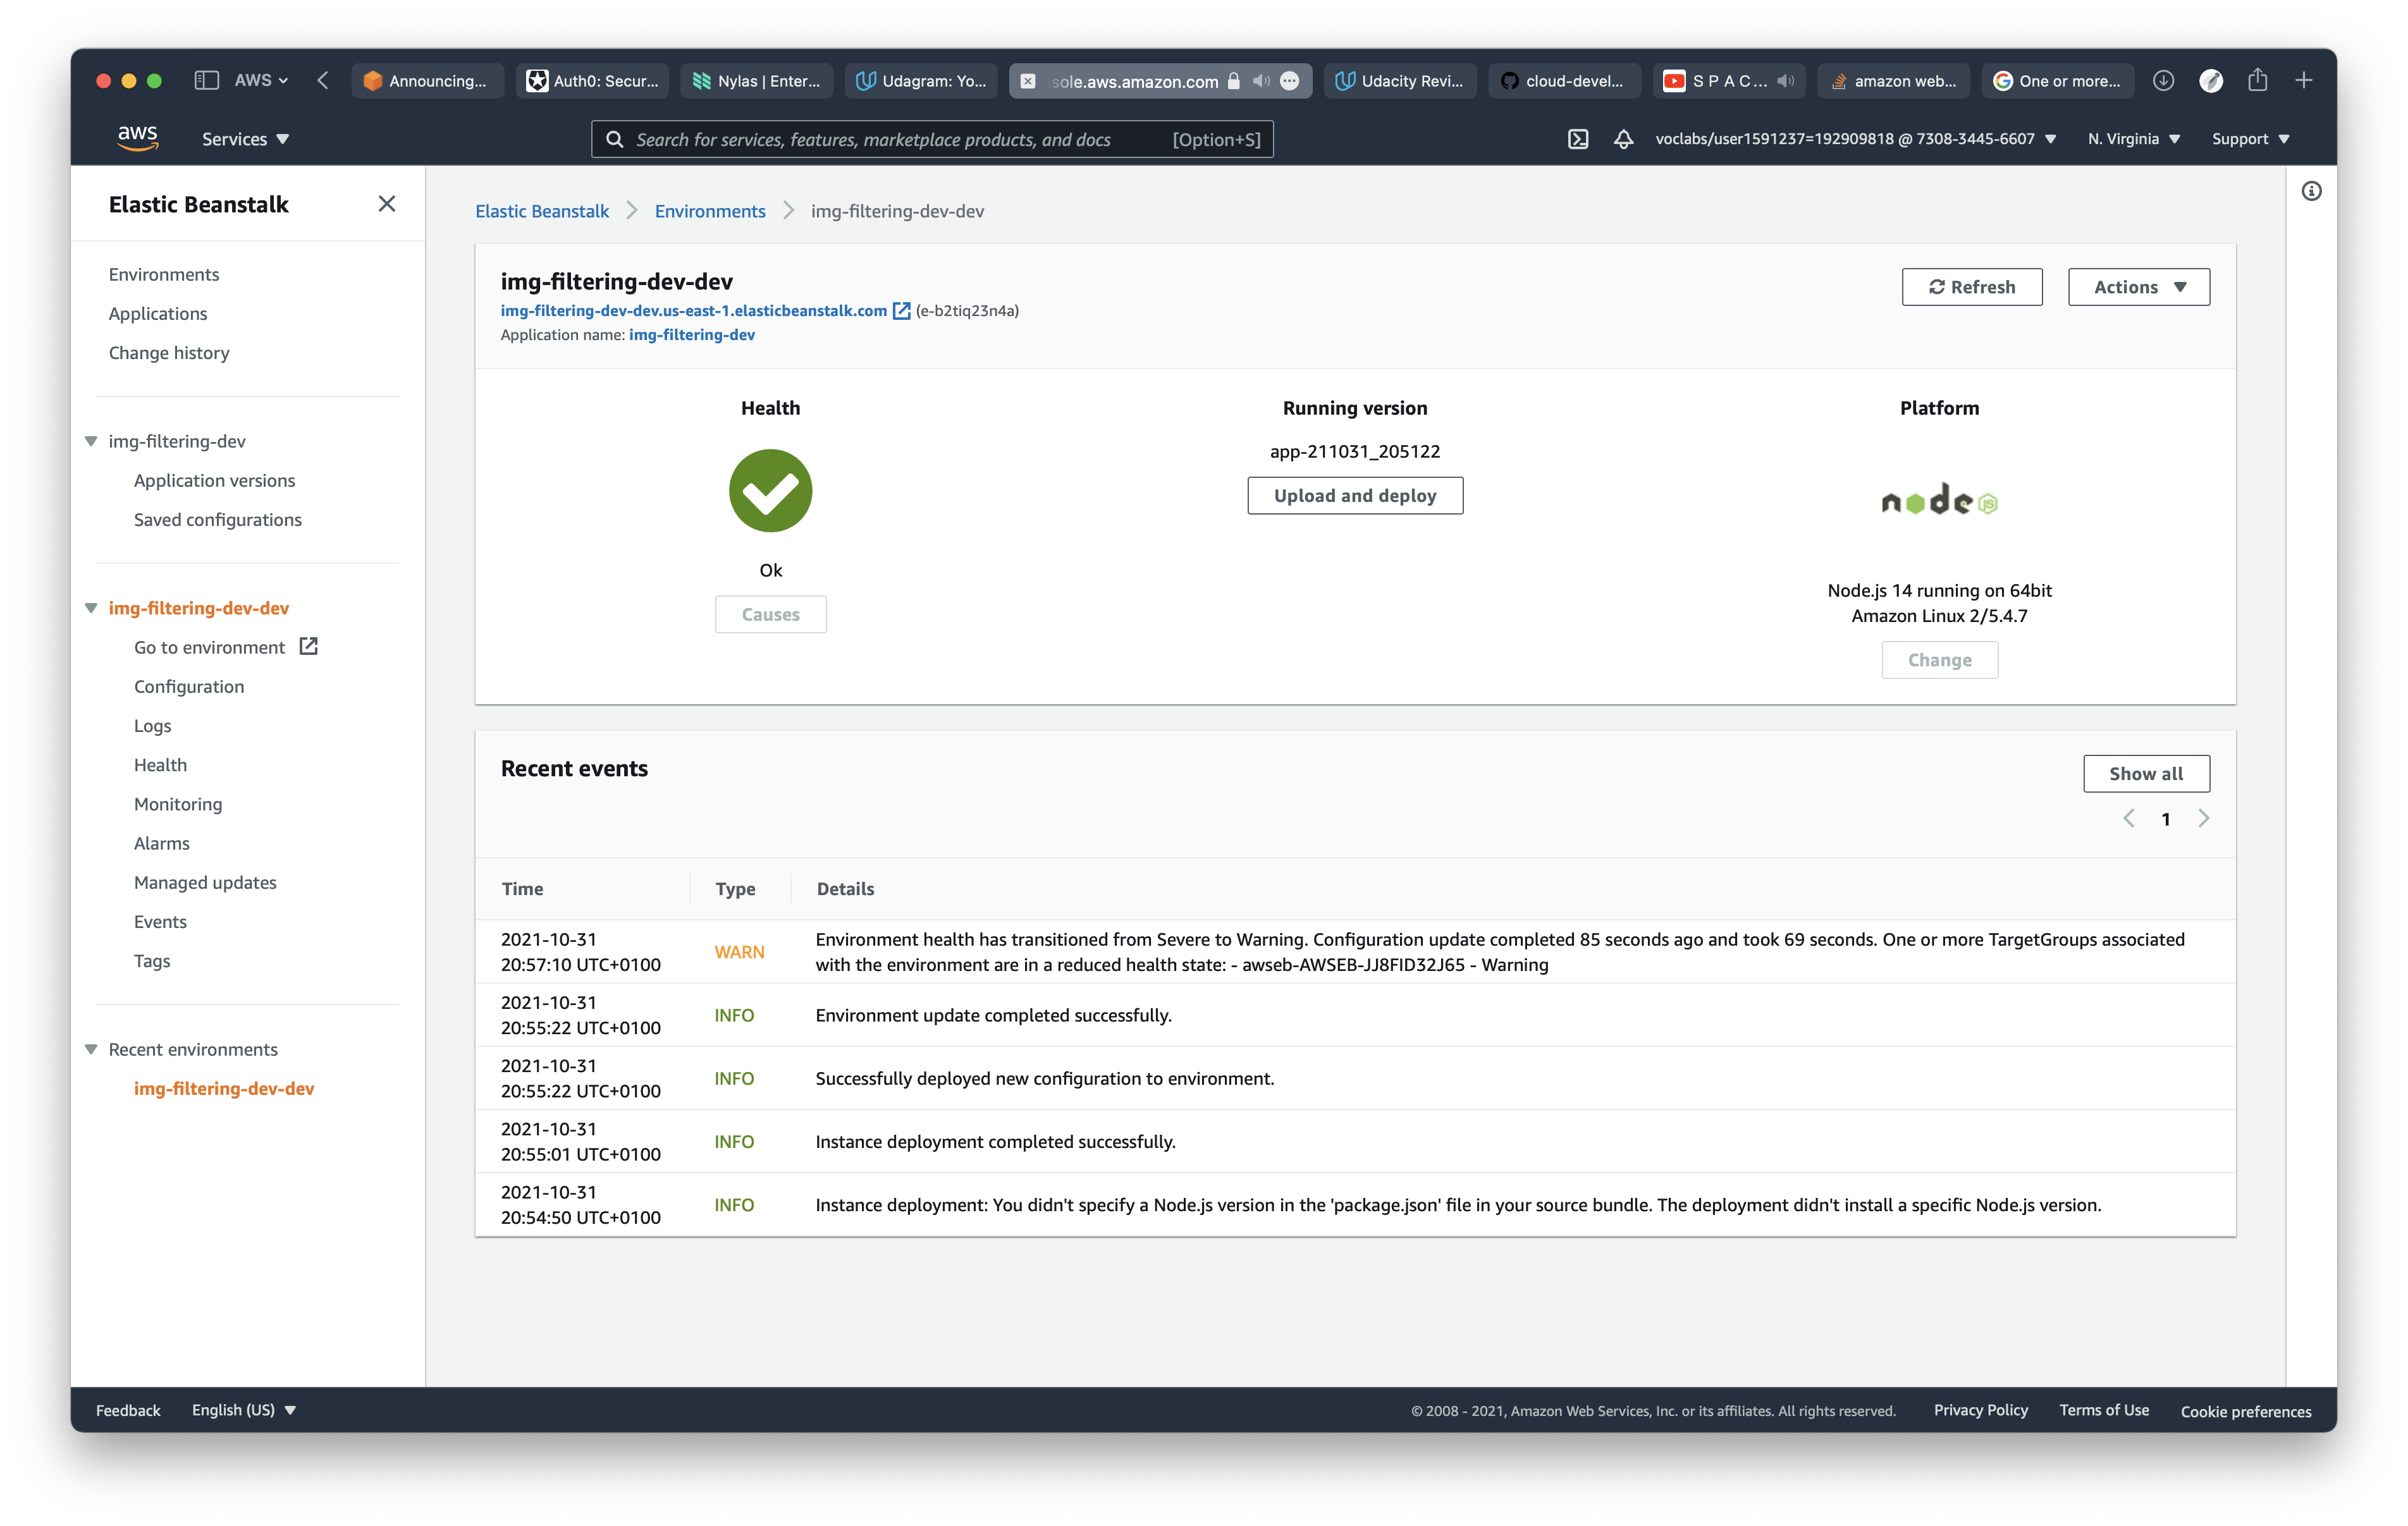 AWS
Announcing...
Auth0: Secur...
Nylas | Enter...
Udagram: Yo...
sole.aws.amazon.com
Udacity Revi...
cloud-devel...
S P A C...
amazon web...
One or more...
aws
Services
Search for services, features, marketplace products, and docs [Option+S]
voclabs/user1591237=192909818 @ 7308-3445-6607
N. Virginia
Support
Elastic Beanstalk
Environments
Applications
Change history
img-filtering-dev
Application versions
Saved configurations
img-filtering-dev-dev
Go to environment
Configuration
Logs
Health
Monitoring
Alarms
Managed updates
Events
Tags
Recent environments
img-filtering-dev-dev
Elastic Beanstalk > Environments > img-filtering-dev-dev
img-filtering-dev-dev
img-filtering-dev-dev.us-east-1.elasticbeanstalk.com (e-b2tiq23n4a)
Application name: img-filtering-dev
Refresh
Actions
Health
Ok
Causes
Running version
app-211031_205122
Upload and deploy
Platform
node JS
Node.js 14 running on 64bit
Amazon Linux 2/5.4.7
Change
Recent events
Show all
1
Time Type Details
2021-10-31
20:57:10 UTC+0100
WARN
Environment health has transitioned from Severe to Warning. Configuration update completed 85 seconds ago and took 69 seconds. One or more TargetGroups associated
with the environment are in a reduced health state: - awseb-AWSEB-JJ8FID32J65 - Warning
2021-10-31
20:55:22 UTC+0100
INFO
Environment update completed successfully.
2021-10-31
20:55:22 UTC+0100
INFO
Successfully deployed new configuration to environment.
2021-10-31
20:55:01 UTC+0100
INFO
Instance deployment completed successfully.
2021-10-31
20:54:50 UTC+0100
INFO
Instance deployment: You didn't specify a Node.js version in the 'package.json' file in your source bundle. The deployment didn't install a specific Node.js version.
Feedback
English (US)
© 2008 - 2021, Amazon Web Services, Inc. or its affiliates. All rights reserved.
Privacy Policy
Terms of Use
Cookie preferences